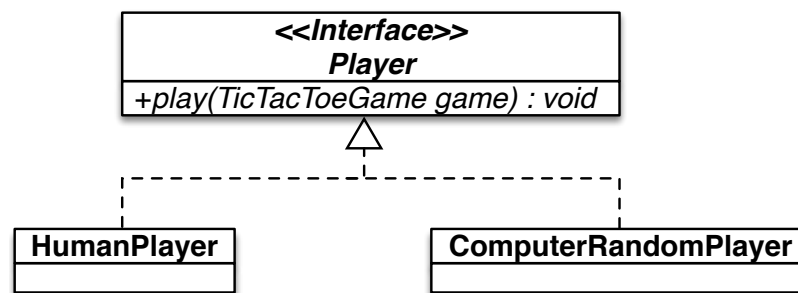 <<Interface>>
Player
+play(TicTacToeGame game) : void
HumanPlayer
ComputerRandomPlayer